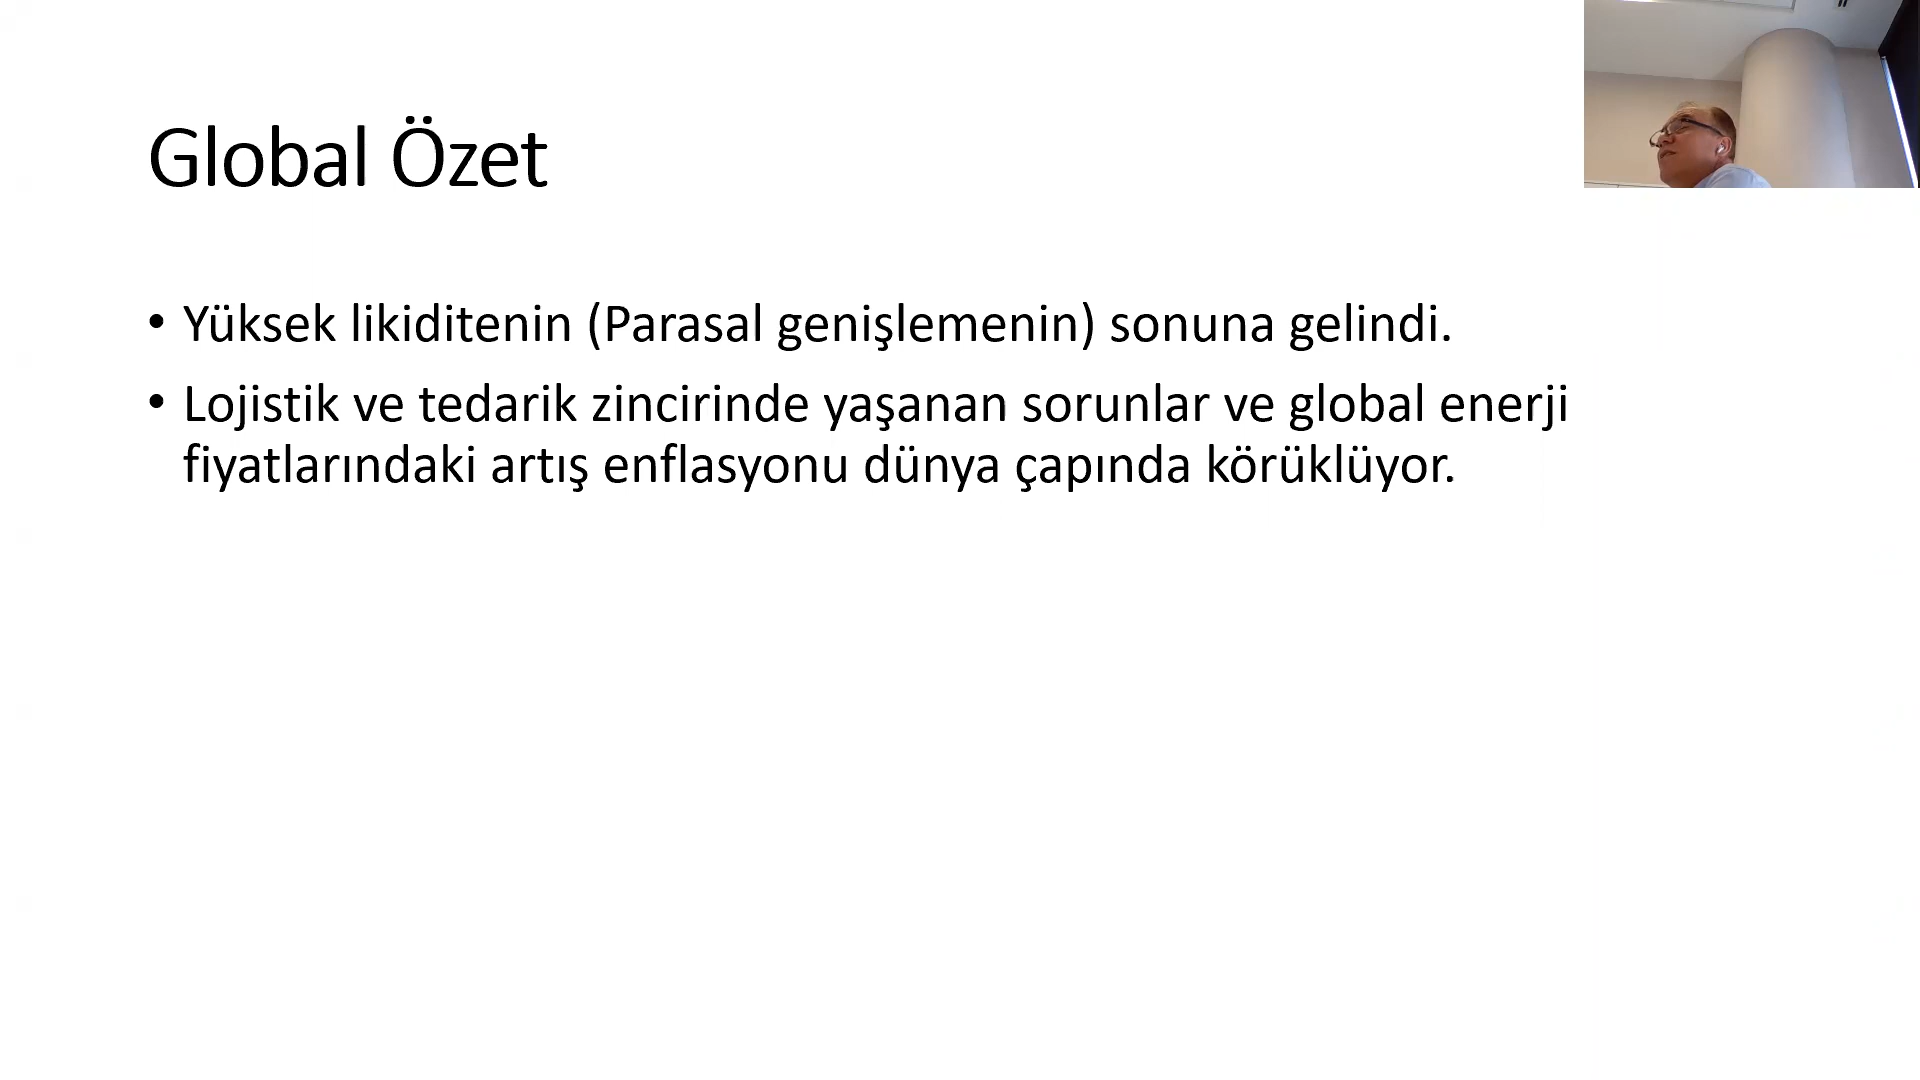 Global Özet
• Yüksek likiditenin (Parasal genişlemenin) sonuna gelindi.
• Lojistik ve tedarik zincirinde yaşanan sorunlar ve global enerji
fiyatlarındaki artış enflasyonu dünya çapında körüklüyor.